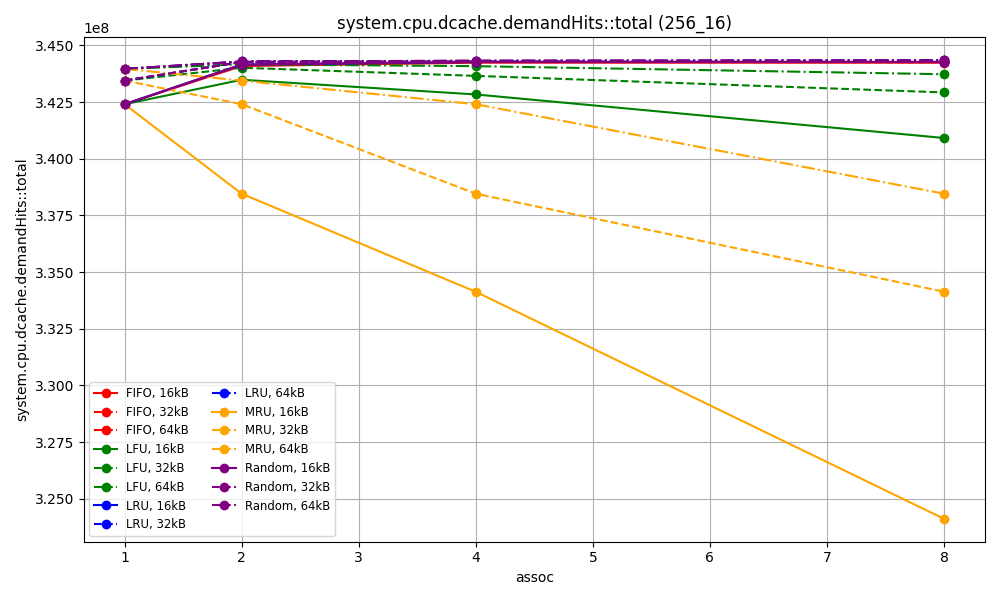 system.cpu.dcache.demandHits::total (256_16)
1e8
3.450
3.425
3.400
3.375
3.350
3.325
3.300
3.275
3.250
system.cpu.dcache.demandHits::total
FIFO, 16kB
FIFO, 32kB
FIFO, 64kB
LFU, 16kB
LFU, 32kB
LFU, 64kB
LRU, 16kB
LRU, 32kB
LRU, 64kB
MRU, 16kB
MRU, 32kB
MRU, 64kB
Random, 16kB
Random, 32kB
Random, 64kB
1 2 3 4 5 6 7 8
assoc